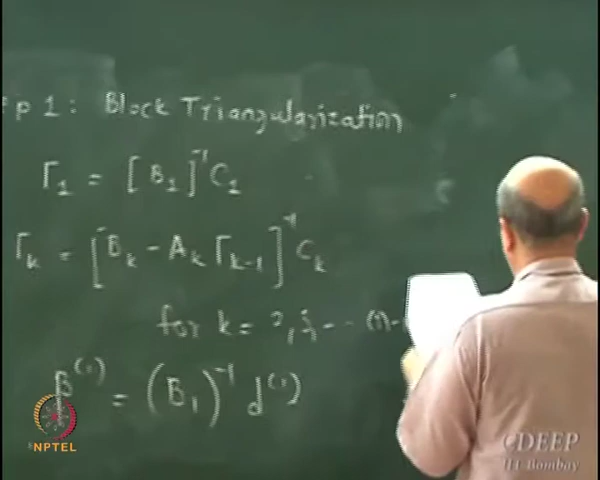 p 1: Block Triangularization
Γ₁ = [B₁]⁻¹ C₁
Γₖ = [Bₖ - Aₖ Γₖ₋₁]⁻¹ Cₖ
for k = 2, 3, -- (n-
β⁽¹⁾ = (B₁)⁻¹ d⁽¹⁾
NPTEL
CDEEP
IIT Bombay